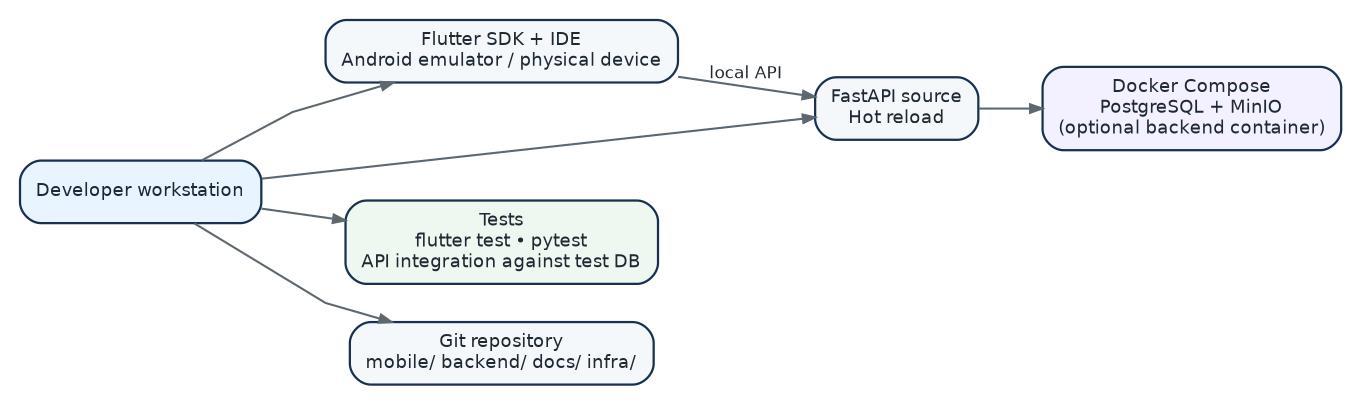 Flutter SDK + IDE
Android emulator / physical device
local API
FastAPI source
Hot reload
Docker Compose
PostgreSQL + MinIO
(optional backend container)
Developer workstation
Tests
flutter test • pytest
API integration against test DB
Git repository
mobile/ backend/ docs/ infra/